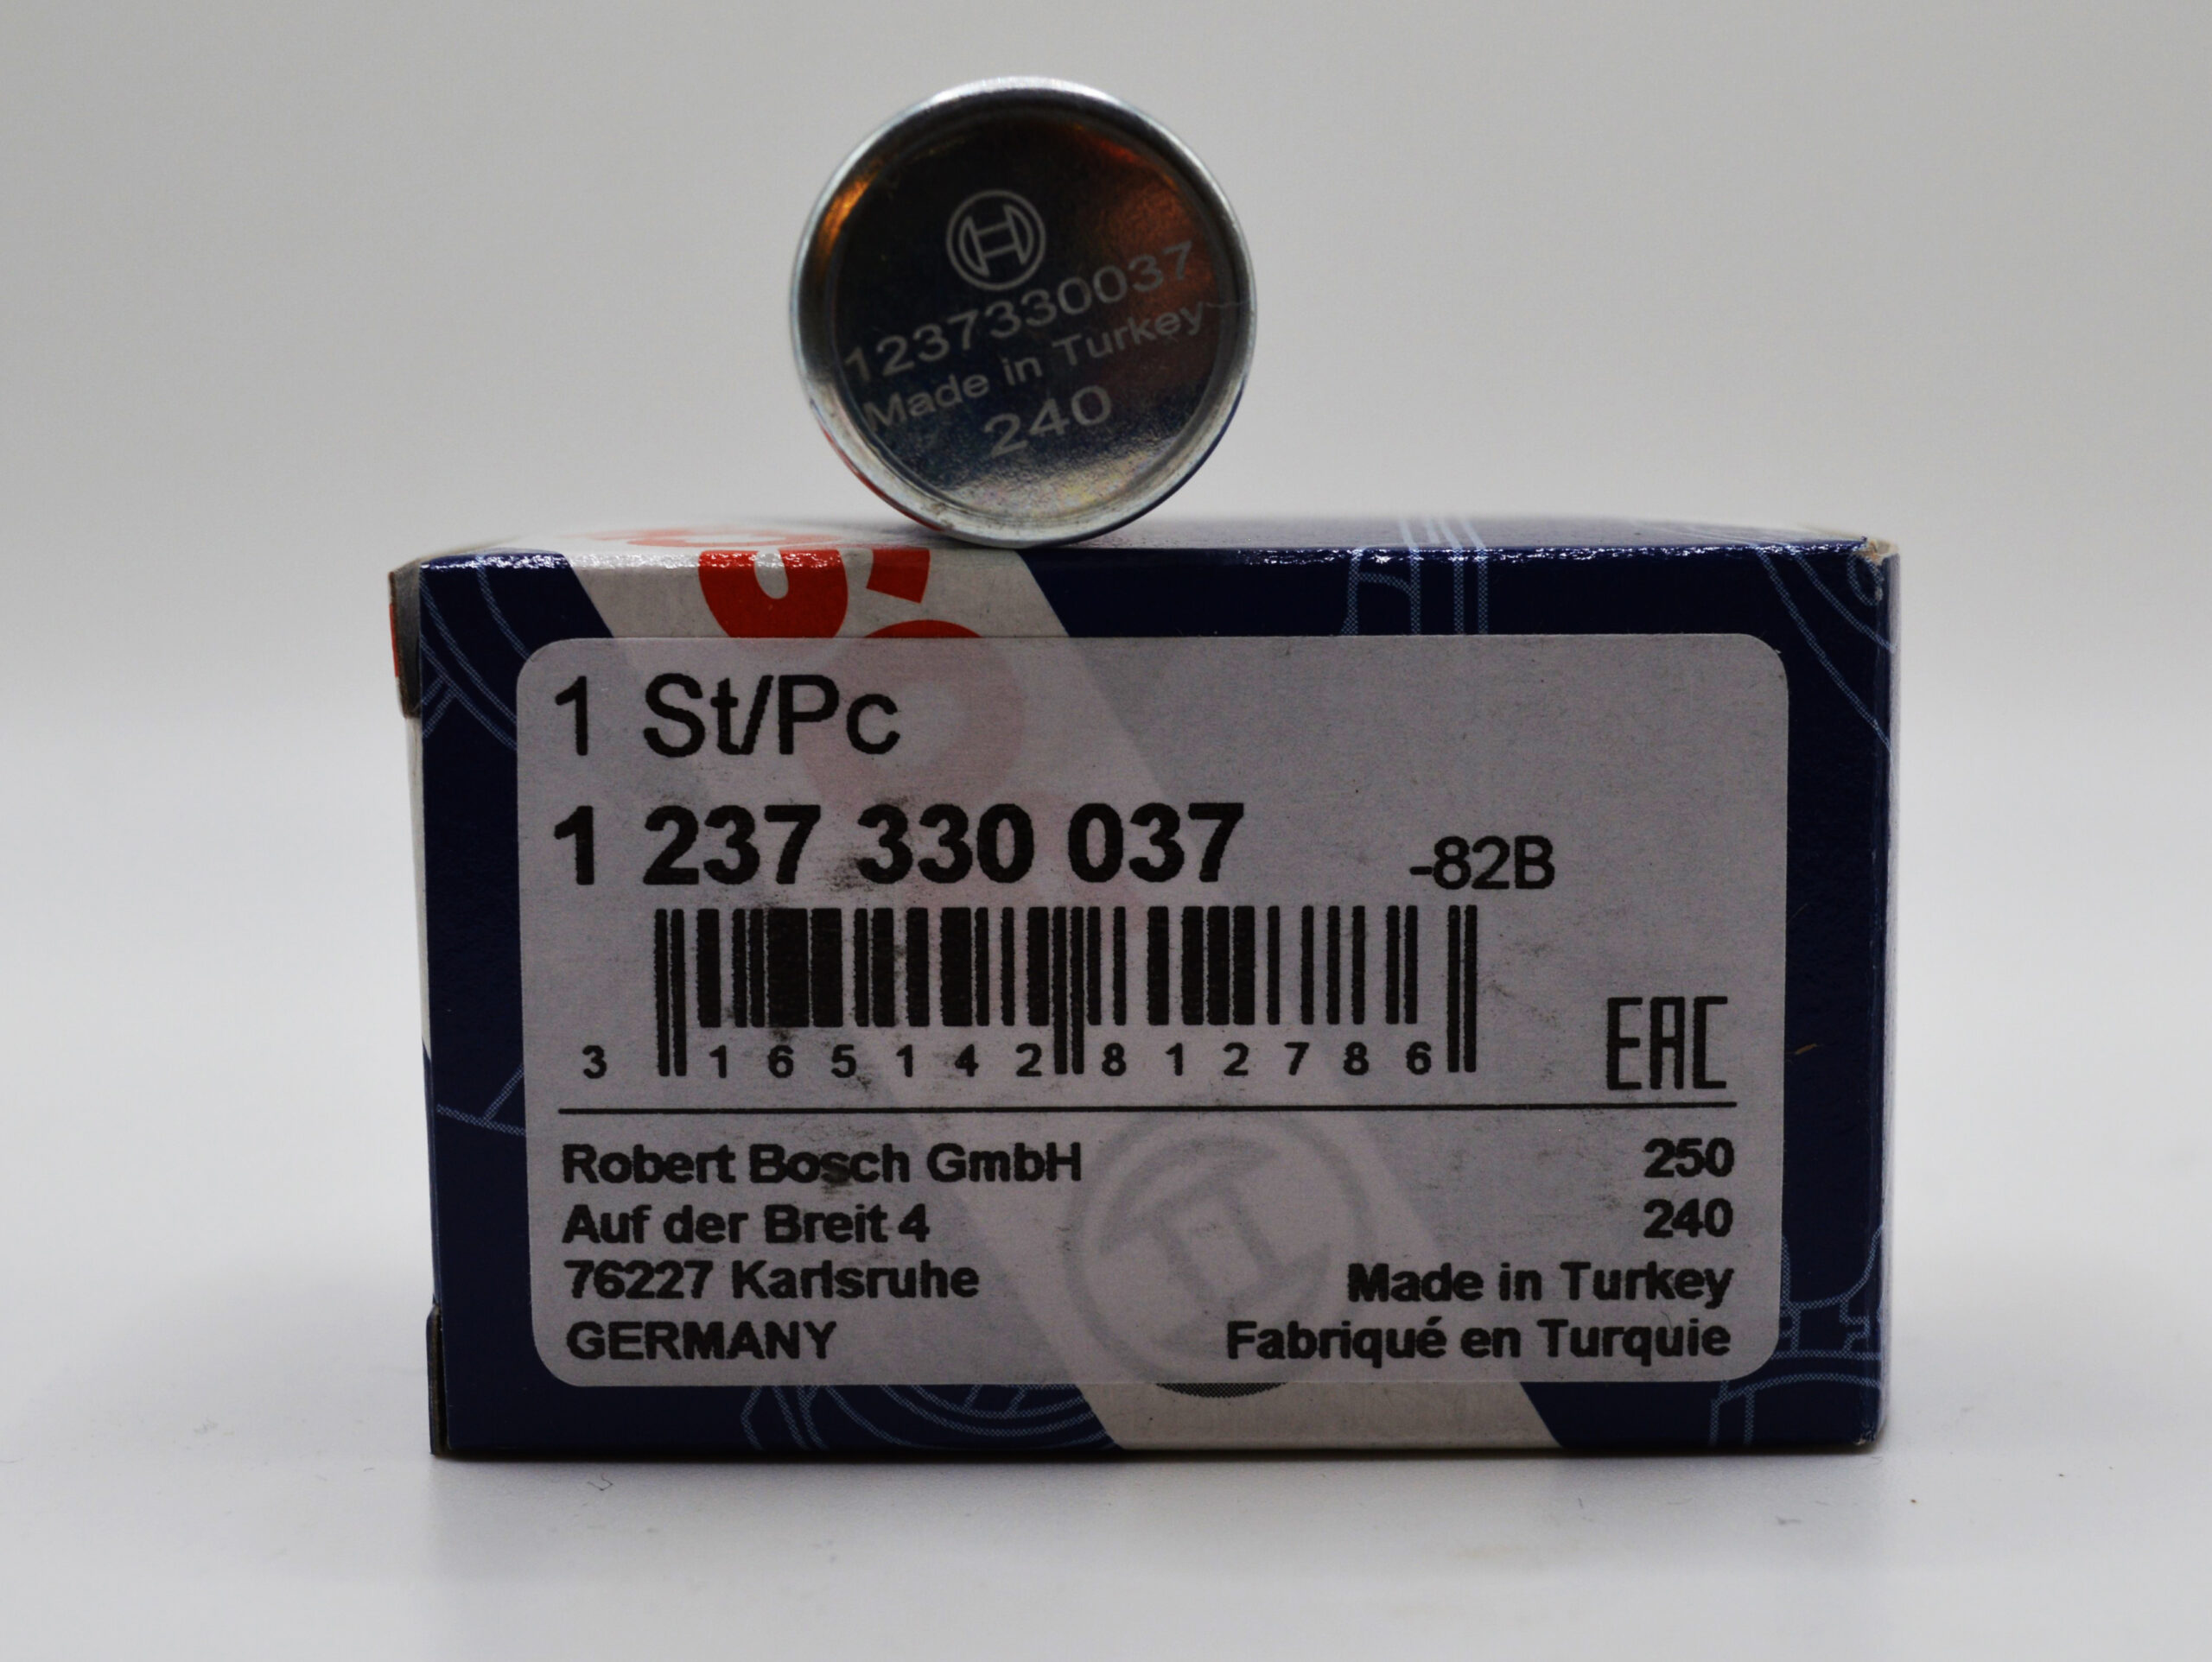 1237330037
Made in Turkey
240
1 St/Pc
1 237 330 037 -82B
3 165142 812786
EAC
Robert Bosch GmbH 250
Auf der Breit 4 240
76227 Karlsruhe Made in Turkey
GERMANY Fabriqué en Turquie